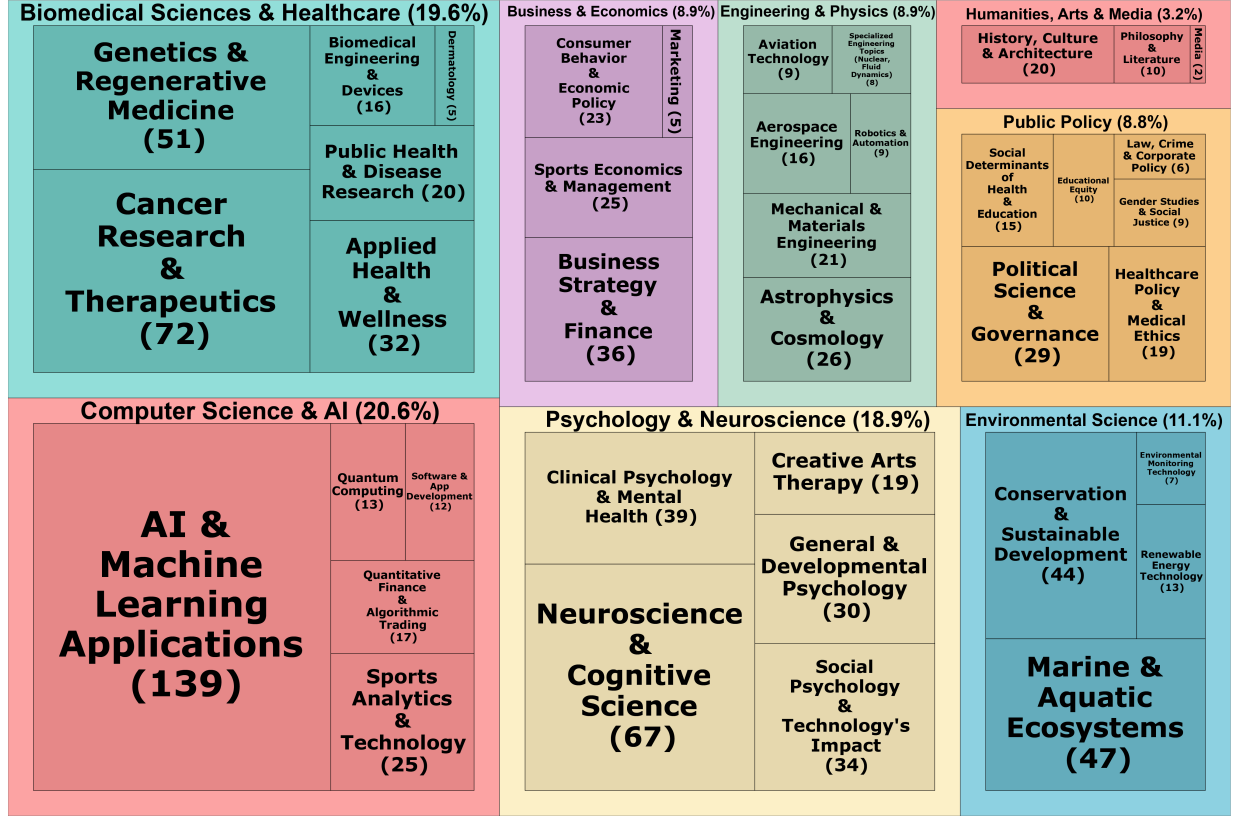 Biomedical Sciences & Healthcare (19.6%)
Genetics &
Regenerative
Medicine
(51)
Biomedical
Engineering
&
Devices
(16)
Dermatology (5)
Public Health
& Disease
Research (20)
Cancer
Research
&
Therapeutics
(72)
Applied
Health
&
Wellness
(32)
Business & Economics (8.9%)
Consumer
Behavior
&
Economic
Policy
(23)
Marketing (5)
Sports Economics
& Management
(25)
Business
Strategy
&
Finance
(36)
Engineering & Physics (8.9%)
Aviation
Technology
(9)
Specialized
Engineering
Topics
(Nuclear,
Fluid
Dynamics)
(8)
Aerospace
Engineering
(16)
Robotics &
Automation
(9)
Mechanical &
Materials
Engineering
(21)
Astrophysics
&
Cosmology
(26)
Humanities, Arts & Media (3.2%)
History, Culture
& Architecture
(20)
Philosophy
&
Literature
(10)
Media (2)
Public Policy (8.8%)
Social
Determinants
of
Health
&
Education
(15)
Educational
Equity
(10)
Law, Crime
& Corporate
Policy (6)
Gender Studies
& Social
Justice (9)
Political
Science
&
Governance
(29)
Healthcare
Policy
&
Medical
Ethics
(19)
Computer Science & AI (20.6%)
AI &
Machine
Learning
Applications
(139)
Quantum
Computing
(13)
Software &
App
Development
(12)
Quantitative
Finance
&
Algorithmic
Trading
(17)
Sports
Analytics
&
Technology
(25)
Psychology & Neuroscience (18.9%)
Clinical Psychology
& Mental
Health (39)
Creative Arts
Therapy (19)
General &
Developmental
Psychology
(30)
Neuroscience
&
Cognitive
Science
(67)
Social
Psychology
&
Technology's
Impact
(34)
Environmental Science (11.1%)
Conservation
&
Sustainable
Development
(44)
Environmental
Monitoring
Technology
(7)
Renewable
Energy
Technology
(13)
Marine &
Aquatic
Ecosystems
(47)